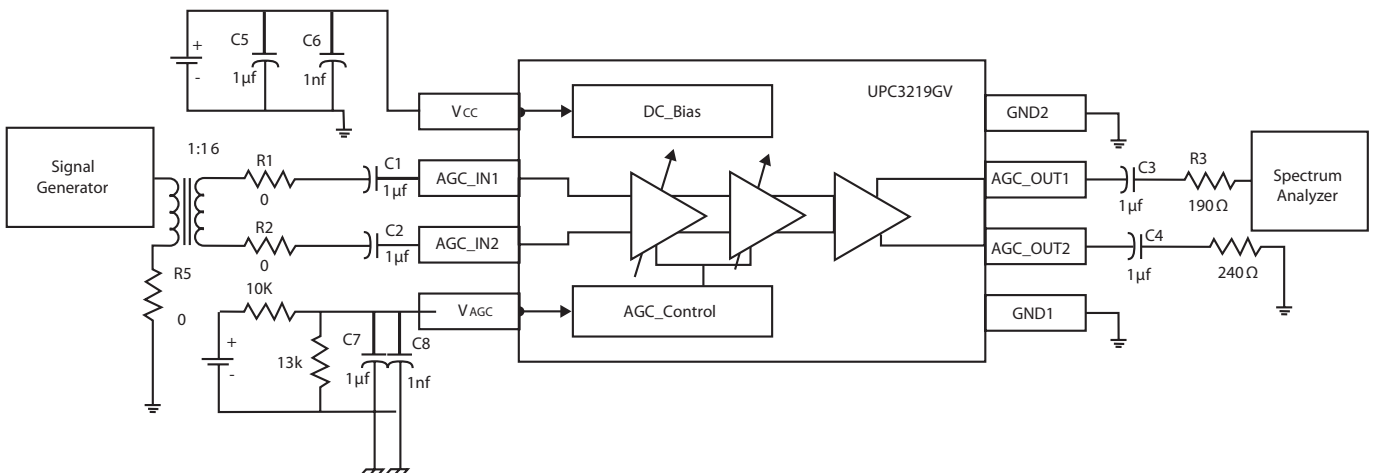 C5
C6
+
-
1µf
1nf
UPC3219GV
VCC
DC_Bias
GND2
Signal
Generator
1:16
R1
0
C1
1µf
AGC_IN1
AGC_OUT1
C3
1µf
R3
190Ω
Spectrum
Analyzer
R2
0
C2
1µf
AGC_IN2
AGC_OUT2
C4
1µf
240Ω
R5
0
10K
VAGC
AGC_Control
GND1
+
-
13k
C7
1µf
C8
1nf